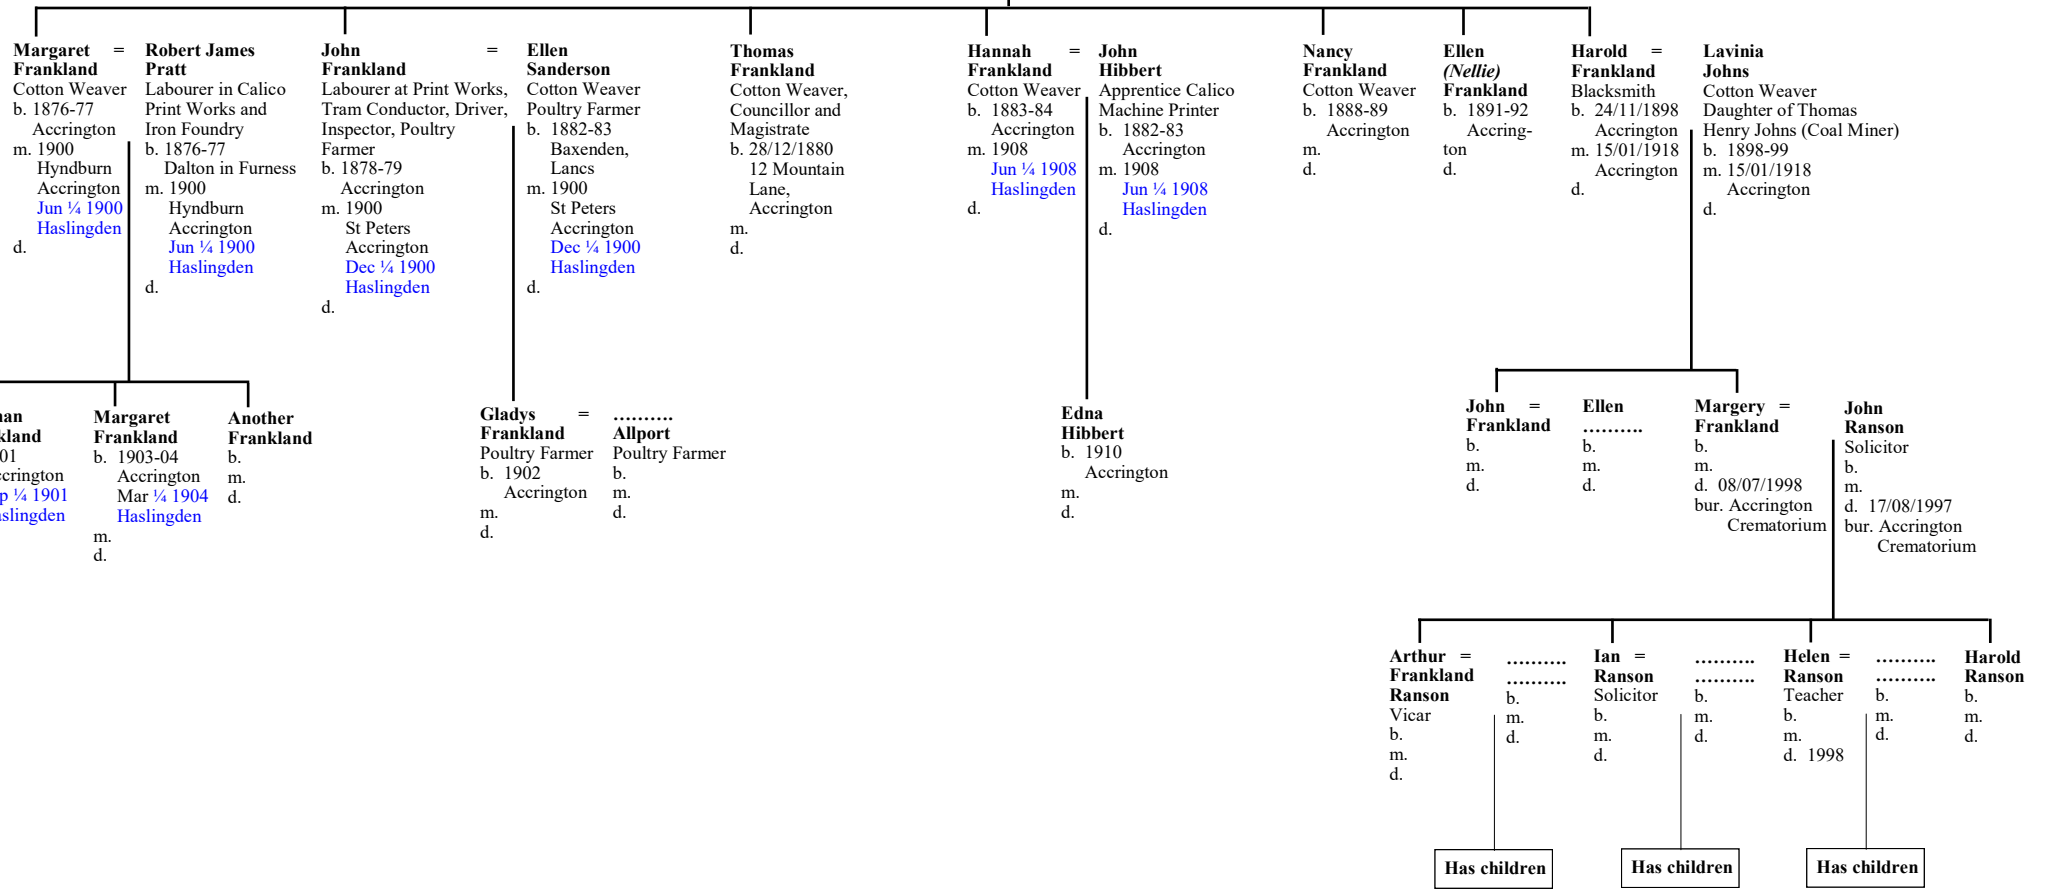 Margaret =
Frankland
Cotton Weaver
b. 1876-77
Accrington
m. 1900
Hyndburn
Accrington
Jun ¼ 1900
Haslingden
d.
Robert James
Pratt
Labourer in Calico
Print Works and
Iron Foundry
b. 1876-77
Dalton in Furness
m. 1900
Hyndburn
Accrington
Jun ¼ 1900
Haslingden
d.
John =
Frankland
Labourer at Print Works,
Tram Conductor, Driver,
Inspector, Poultry
Farmer
b. 1878-79
Accrington
m. 1900
St Peters
Accrington
Dec ¼ 1900
Haslingden
d.
Ellen
Sanderson
Cotton Weaver
Poultry Farmer
b. 1882-83
Baxenden,
Lancs
m. 1900
St Peters
Accrington
Dec ¼ 1900
Haslingden
d.
Thomas
Frankland
Cotton Weaver,
Councillor and
Magistrate
b. 28/12/1880
12 Mountain
Lane,
Accrington
m.
d.
Hannah =
Frankland
Cotton Weaver
b. 1883-84
Accrington
m. 1908
Jun ¼ 1908
Haslingden
d.
John
Hibbert
Apprentice Calico
Machine Printer
b. 1882-83
Accrington
m. 1908
Jun ¼ 1908
Haslingden
d.
Nancy
Frankland
Cotton Weaver
b. 1888-89
Accrington
m.
d.
Ellen
(Nellie)
Frankland
b. 1891-92
Accring-
ton
d.
Harold =
Frankland
Blacksmith
b. 24/11/1898
Accrington
m. 15/01/1918
Accrington
d.
Lavinia
Johns
Cotton Weaver
Daughter of Thomas
Henry Johns (Coal Miner)
b. 1898-99
m. 15/01/1918
Accrington
d.
nan
kland
01
ccrington
p ¼ 1901
aslingden
Margaret
Frankland
b. 1903-04
Accrington
Mar ¼ 1904
Haslingden
m.
d.
Another
Frankland
b.
m.
d.
Gladys =
Frankland
Poultry Farmer
b. 1902
Accrington
m.
d.
..........
Allport
Poultry Farmer
b.
m.
d.
Edna
Hibbert
b. 1910
Accrington
m.
d.
John =
Frankland
b.
m.
d.
Ellen
..........
b.
m.
d.
Margery =
Frankland
b.
m.
d. 08/07/1998
bur. Accrington
Crematorium
John
Ranson
Solicitor
b.
m.
d. 17/08/1997
bur. Accrington
Crematorium
Arthur =
Frankland
Ranson
Vicar
b.
m.
d.
..........
..........
b.
m.
d.
Ian =
Ranson
Solicitor
b.
m.
d.
..........
..........
b.
m.
d.
Helen =
Ranson
Teacher
b.
m.
d. 1998
..........
..........
b.
m.
d.
Harold
Ranson
b.
m.
d.
Has children
Has children
Has children